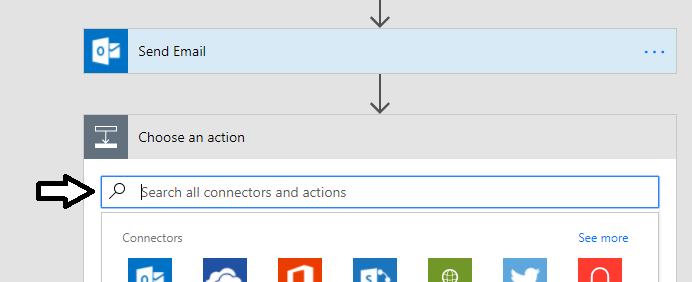 Send Email
Choose an action
Search all connectors and actions
Connectors See more